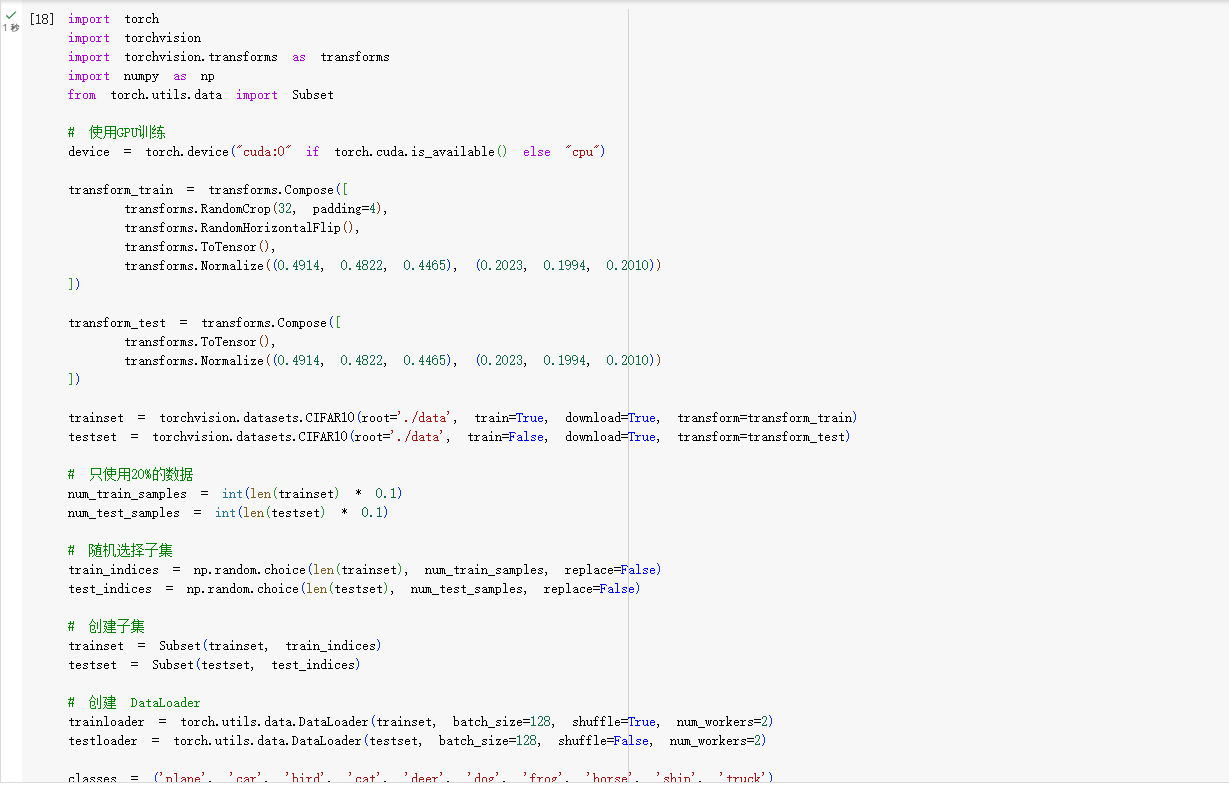 [18] import torch
1 秒
import torchvision
import torchvision.transforms as transforms
import numpy as np
from torch.utils.data import Subset
# 使用GPU训练
device = torch.device("cuda:0" if torch.cuda.is_available() else "cpu")
transform_train = transforms.Compose([
transforms.RandomCrop(32, padding=4),
transforms.RandomHorizontalFlip(),
transforms.ToTensor(),
transforms.Normalize((0.4914, 0.4822, 0.4465), (0.2023, 0.1994, 0.2010))
])
transform_test = transforms.Compose([
transforms.ToTensor(),
transforms.Normalize((0.4914, 0.4822, 0.4465), (0.2023, 0.1994, 0.2010))
])
trainset = torchvision.datasets.CIFAR10(root='./data', train=True, download=True, transform=transform_train)
testset = torchvision.datasets.CIFAR10(root='./data', train=False, download=True, transform=transform_test)
# 只使用20%的数据
num_train_samples = int(len(trainset) * 0.1)
num_test_samples = int(len(testset) * 0.1)
# 随机选择子集
train_indices = np.random.choice(len(trainset), num_train_samples, replace=False)
test_indices = np.random.choice(len(testset), num_test_samples, replace=False)
# 创建子集
trainset = Subset(trainset, train_indices)
testset = Subset(testset, test_indices)
# 创建 DataLoader
trainloader = torch.utils.data.DataLoader(trainset, batch_size=128, shuffle=True, num_workers=2)
testloader = torch.utils.data.DataLoader(testset, batch_size=128, shuffle=False, num_workers=2)
classes = ('plane', 'car', 'bird', 'cat', 'deer', 'dog', 'frog', 'horse', 'ship', 'truck')